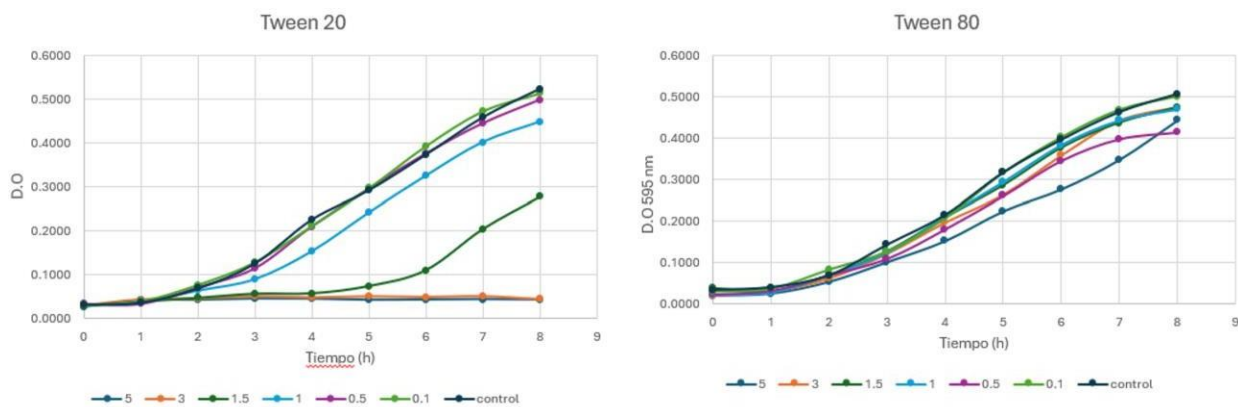 Tween 20
0.6000
0.5000
0.4000
0.3000
0.2000
0.1000
0.0000
D.O
0 1 2 3 4 5 6 7 8 9
Tiempo (h)
5 3 1.5 1 0.5 0.1 control
Tween 80
0.6000
0.5000
0.4000
0.3000
0.2000
0.1000
0.0000
D.O 595 nm
0 1 2 3 4 5 6 7 8 9
Tiempo (h)
5 3 1.5 1 0.5 0.1 control